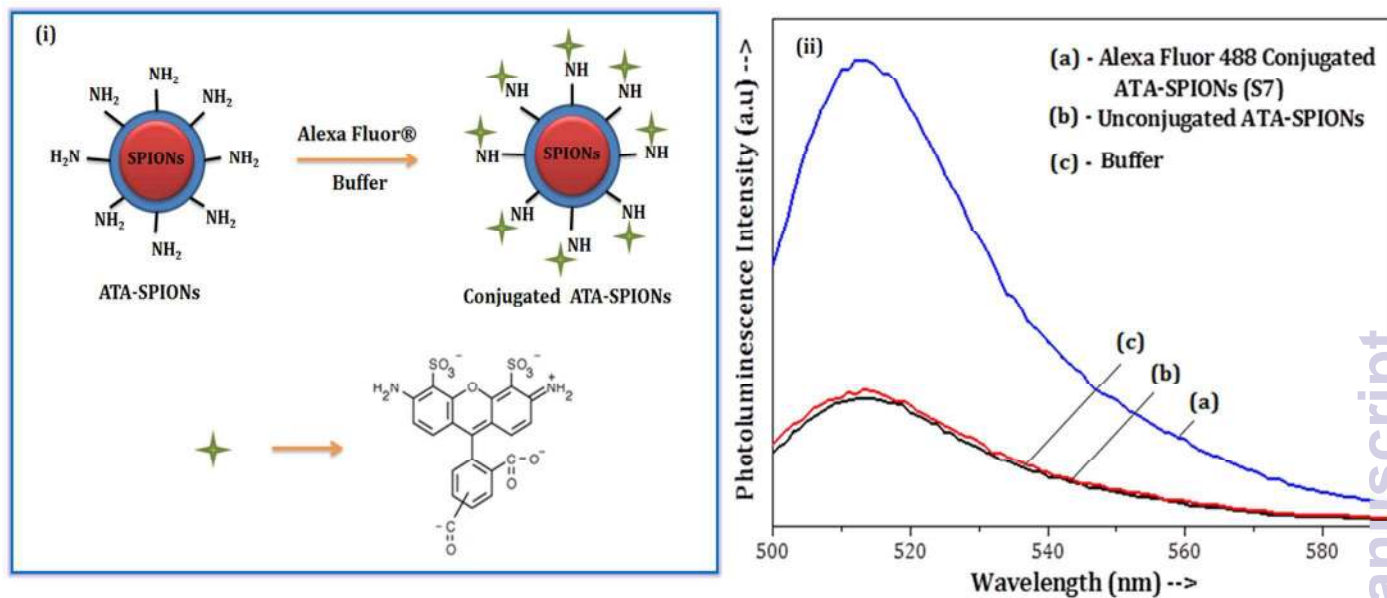 (i)
NH₂
NH₂
NH₂
H₂N
SPIONs
NH₂
NH₂
NH₂
NH₂
ATA-SPIONs
Alexa Fluor®
Buffer
NH
NH
NH
NH
SPIONs
NH
NH
NH
NH
Conjugated ATA-SPIONs
SO₃⁻
SO₃⁻
H₂N
O
NH₂
+
C-O⁻
O
⁻C
O
(ii)
(a) - Alexa Fluor 488 Conjugated
ATA-SPIONs (S7)
(b) - Unconjugated ATA-SPIONs
(c) - Buffer
Photoluminescence Intensity (a.u) -->
(c)
(b)
(a)
500
520
540
560
580
Wavelength (nm) -->
anuscript